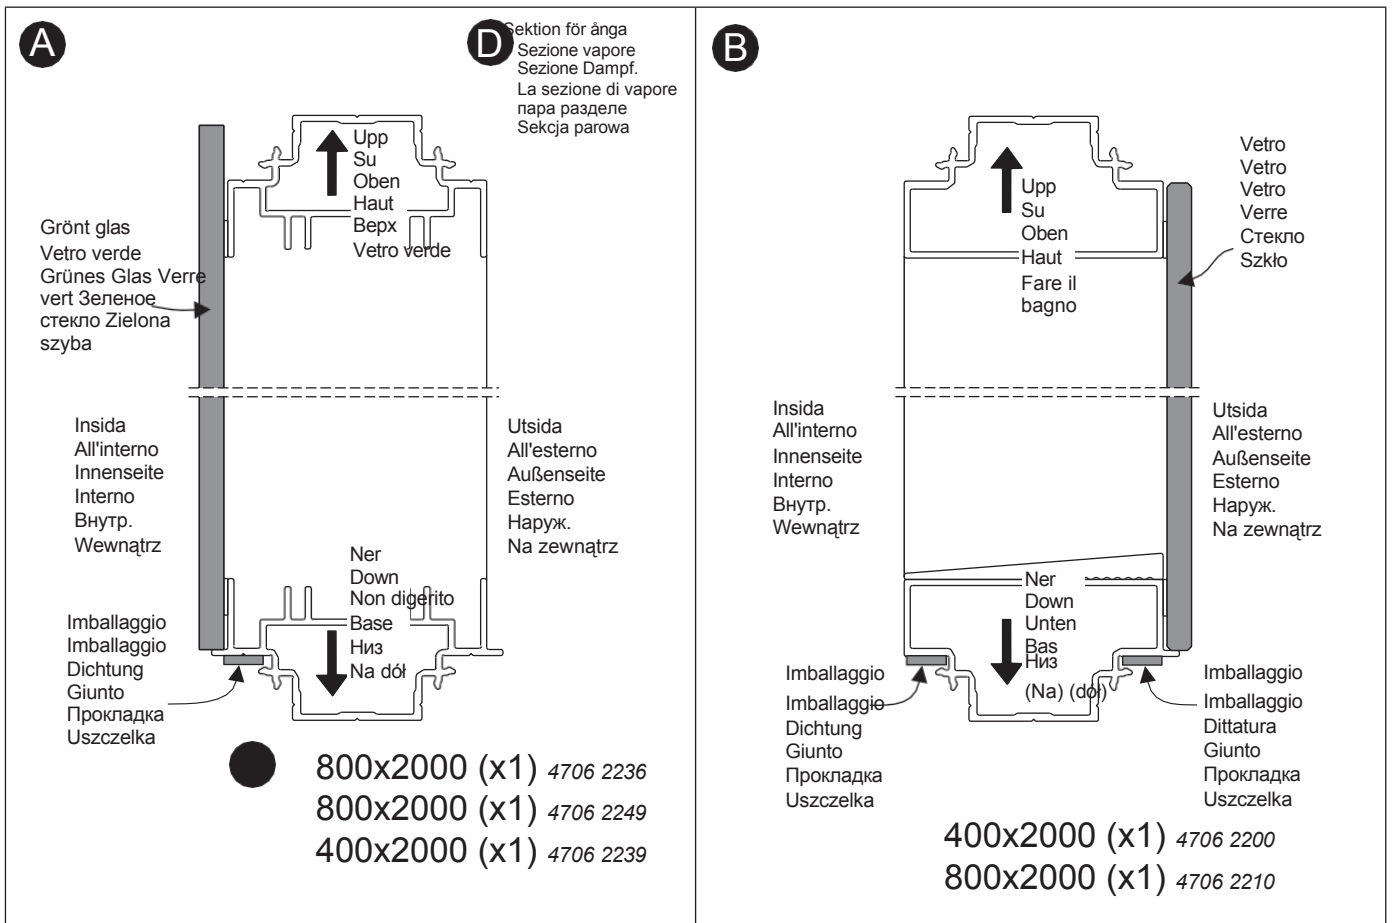 A
D
Sektion för ånga
Sezione vapore
Sezione Dampf.
La sezione di vapore
пара разделе
Sekcja parowa
Upp
Su
Oben
Haut
Верх
Vetro verde
Grönt glas
Vetro verde
Grünes Glas Verre
vert Зеленое
стекло Zielona
szyba
Insida
All'interno
Innenseite
Interno
Внутр.
Wewnątrz
Utsida
All'esterno
Außenseite
Esterno
Наруж.
Na zewnątrz
Ner
Down
Non digerito
Base
Низ
Na dół
Imballaggio
Imballaggio
Dichtung
Giunto
Прокладка
Uszczelka
800x2000 (x1) 4706 2236
800x2000 (x1) 4706 2249
400x2000 (x1) 4706 2239
B
Upp
Su
Oben
Haut
Fare il
bagno
Vetro
Vetro
Vetro
Verre
Стекло
Szkło
Insida
All'interno
Innenseite
Interno
Внутр.
Wewnątrz
Utsida
All'esterno
Außenseite
Esterno
Наруж.
Na zewnątrz
Ner
Down
Unten
Bas
Низ
(Na) (dół)
Imballaggio
Imballaggio
Dichtung
Giunto
Прокладка
Uszczelka
Imballaggio
Imballaggio
Dittatura
Giunto
Прокладка
Uszczelka
400x2000 (x1) 4706 2200
800x2000 (x1) 4706 2210